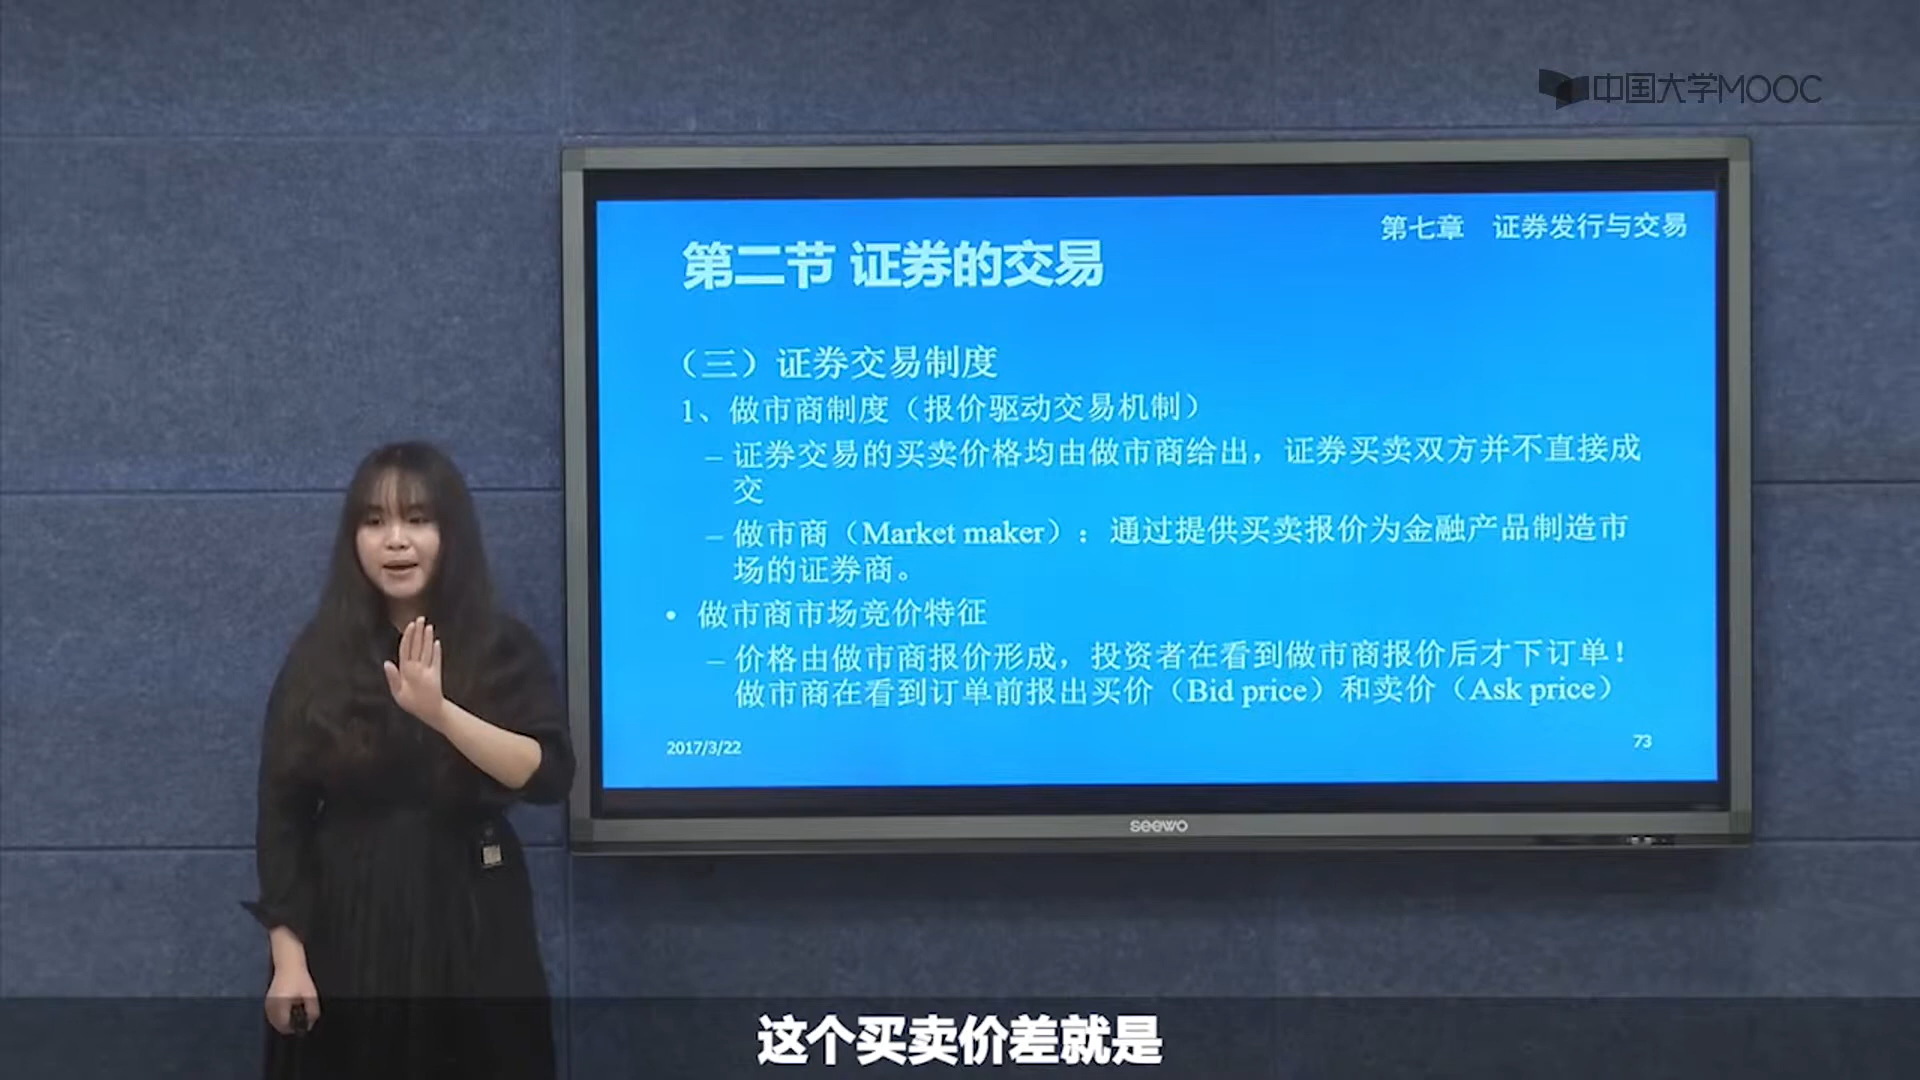 中国大学MOOC
第七章 证券发行与交易
第二节 证券的交易
（三）证券交易制度
1、做市商制度（报价驱动交易机制）
– 证券交易的买卖价格均由做市商给出，证券买卖双方并不直接成
交
– 做市商（Market maker）：通过提供买卖报价为金融产品制造市
场的证券商。
• 做市商市场竞价特征
– 价格由做市商报价形成，投资者在看到做市商报价后才下订单！
做市商在看到订单前报出买价（Bid price）和卖价（Ask price）
2017/3/22
73
seewo
这个买卖价差就是